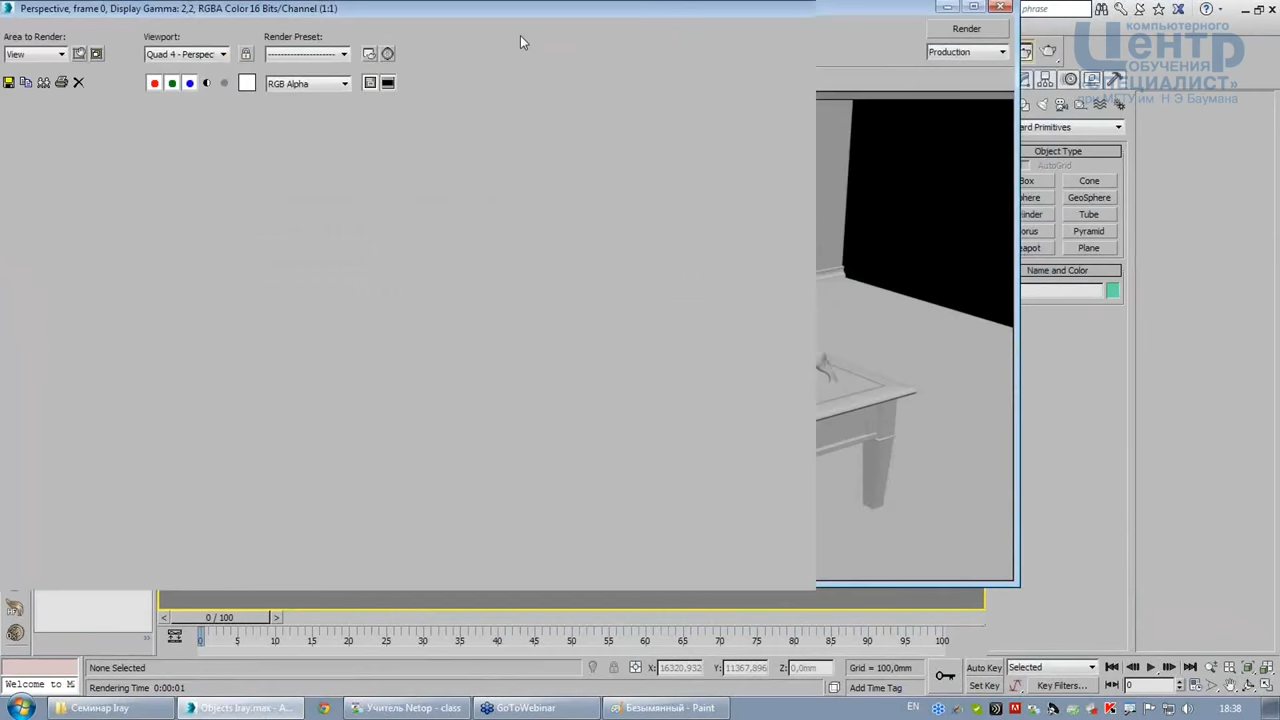 Perspective, frame 0, Display Gamma: 2,2, RGBA Color 16 Bits/Channel (1:1)
phrase
Area to Render:
Viewport:
Render Preset:
Render
View
Quad 4 - Perspec
--------------------
Production
RGB Alpha
компьютерного
Центр
ОБУЧЕНИЯ
при МГТУ им Н Э Баумана
ard Primitives
Object Type
AutoGrid
Box
Cone
phere
GeoSphere
linder
Tube
orus
Pyramid
eapot
Plane
Name and Color
0 / 100
0 5 10 15 20 25 30 35 40 45 50 55 60 65 70 75 80 85 90 95 100
None Selected
X: 16320,932
Y: 11367,896
Z: 0,0mm
Grid = 100,0mm
Auto Key
Selected
Welcome to M
Rendering Time 0:00:01
Add Time Tag
Set Key
Key Filters...
0
Семинар Iray
Objects Iray.max - A...
Учитель Netop - class
GoToWebinar
Безымянный - Paint
EN
18:38